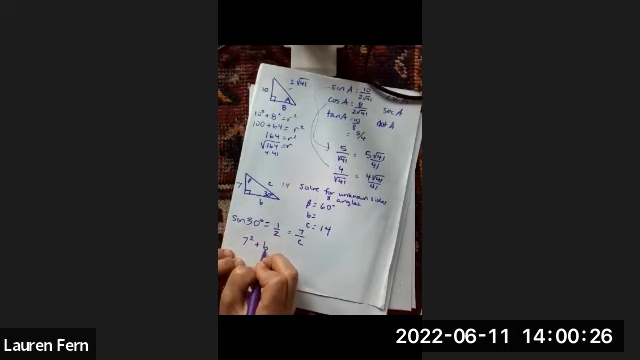 2√41
10
A
8
10² + 8² = r²
100 + 64 = r²
164 = r²
√164 = r
4·41
sin A = 10/2√41
cos A = 8/2√41
tan A = 10/8
= 5/4
sec A
cot A
5/√41 = 5√41/41
4/√41 = 4√41/41
7
β
c
14
30°
b
Solve for unknown sides
& angles
β = 60°
b =
c = 14
sin 30° = 1/2 = 7/c
7² + b
Lauren Fern
2022-06-11 14:00:26